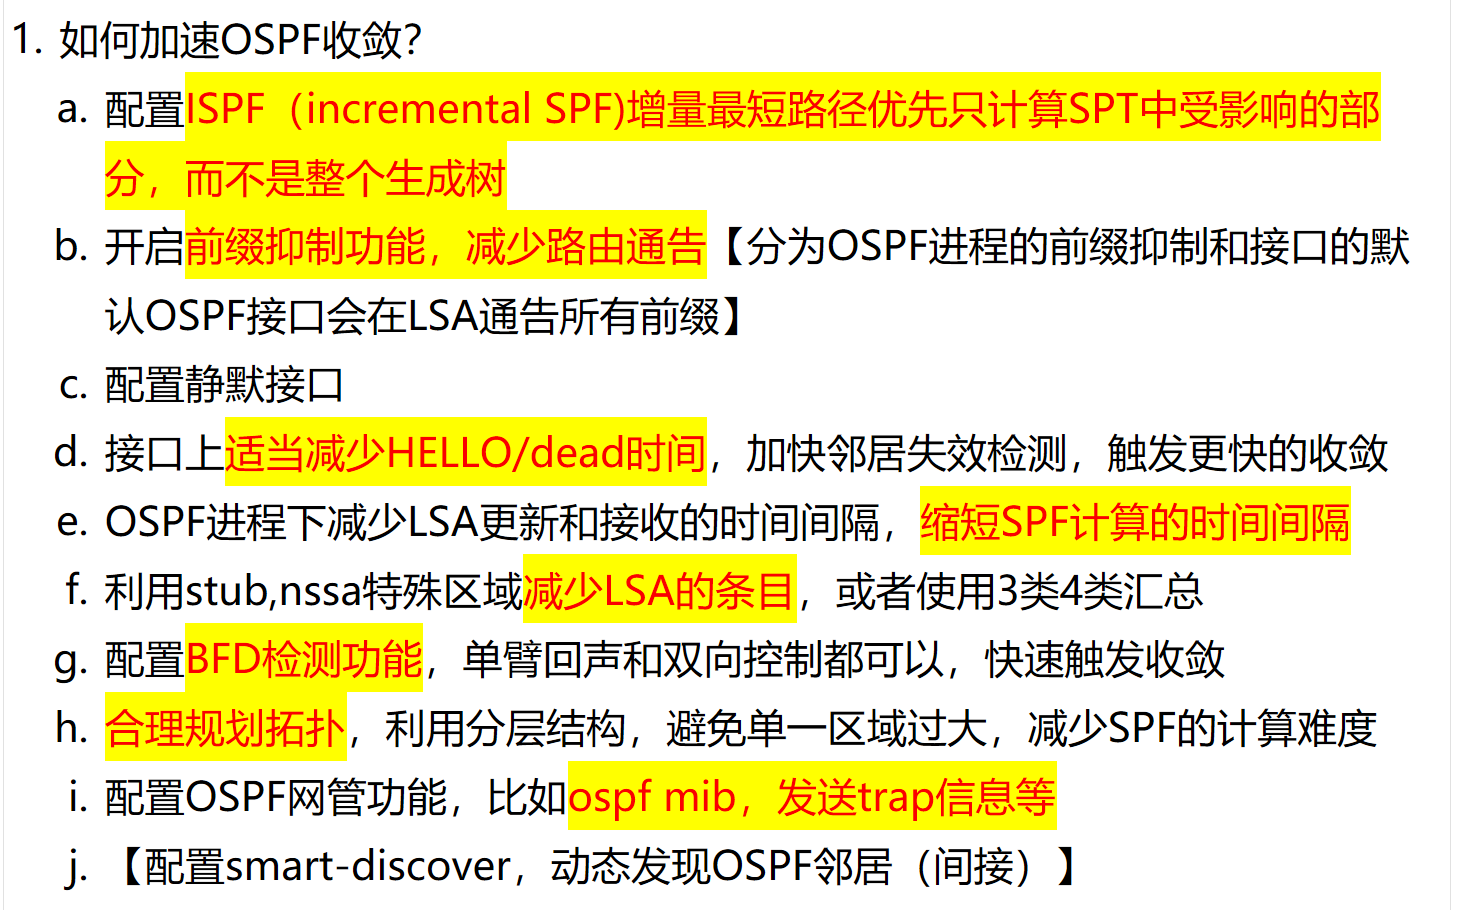 1. 如何加速OSPF收敛？
a. 配置ISPF（incremental SPF)增量最短路径优先只计算SPT中受影响的部
分，而不是整个生成树
b. 开启前缀抑制功能，减少路由通告【分为OSPF进程的前缀抑制和接口的默
认OSPF接口会在LSA通告所有前缀】
c. 配置静默接口
d. 接口上适当减少HELLO/dead时间，加快邻居失效检测，触发更快的收敛
e. OSPF进程下减少LSA更新和接收的时间间隔，缩短SPF计算的时间间隔
f. 利用stub,nssa特殊区域减少LSA的条目，或者使用3类4类汇总
g. 配置BFD检测功能，单臂回声和双向控制都可以，快速触发收敛
h. 合理规划拓扑，利用分层结构，避免单一区域过大，减少SPF的计算难度
i. 配置OSPF网管功能，比如ospf mib，发送trap信息等
j. 【配置smart-discover，动态发现OSPF邻居（间接）】